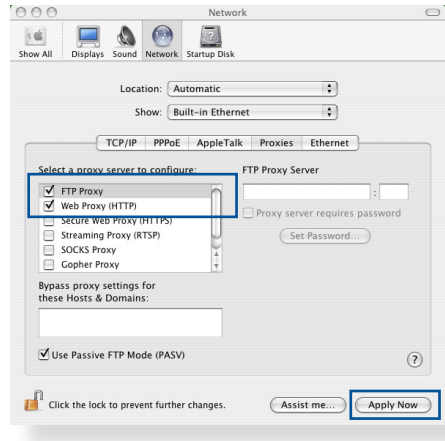 Network
Show All Displays Sound Network Startup Disk
Location: Automatic
Show: Built-in Ethernet
TCP/IP PPPoE AppleTalk Proxies Ethernet
Select a proxy server to configure: FTP Proxy Server
FTP Proxy :
Web Proxy (HTTP) Proxy server requires password
Secure Web Proxy (HTTPS)
Streaming Proxy (RTSP) Set Password...
SOCKS Proxy
Gopher Proxy
Bypass proxy settings for
these Hosts & Domains:
Use Passive FTP Mode (PASV) ?
Click the lock to prevent further changes. Assist me... Apply Now